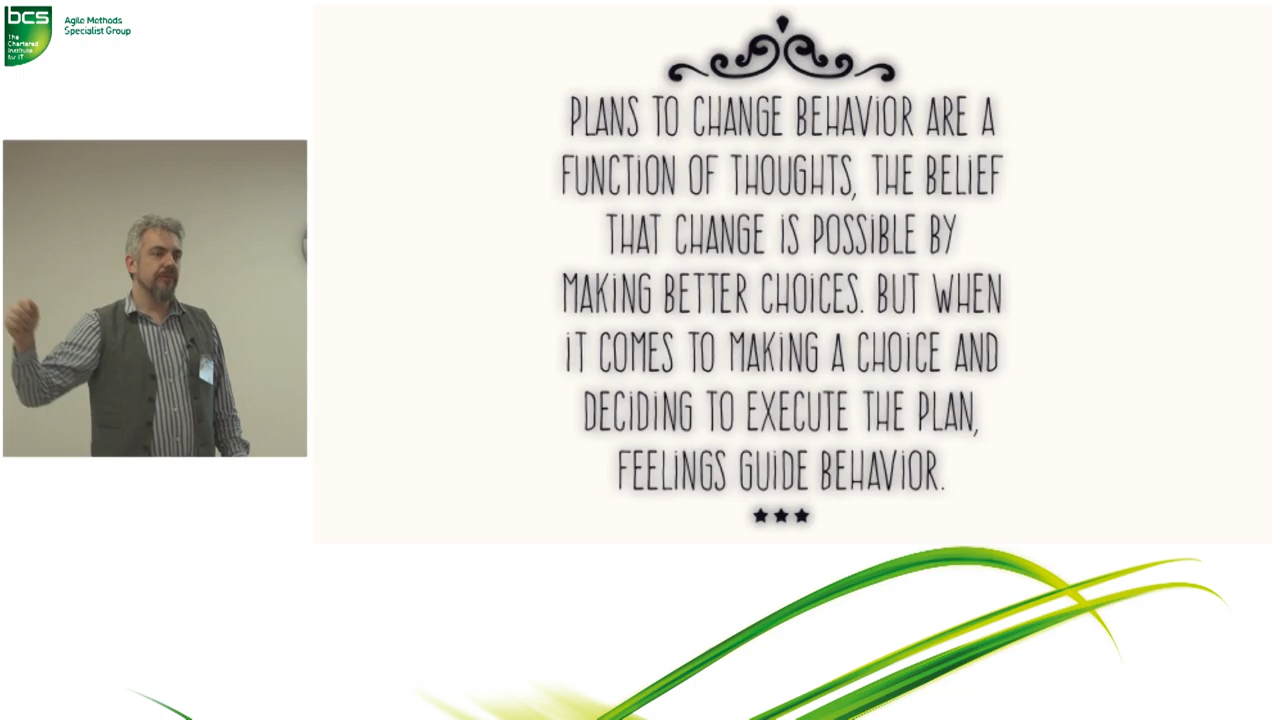 bcs
The
Chartered
Institute
for IT
Agile Methods
Specialist Group
PLANS TO CHANGE BEHAVIOR ARE A
FUNCTION OF THOUGHTS, THE BELIEF
THAT CHANGE IS POSSIBLE BY
MAKING BETTER CHOICES. BUT WHEN
IT COMES TO MAKING A CHOICE AND
DECIDING TO EXECUTE THE PLAN,
FEELINGS GUIDE BEHAVIOR.